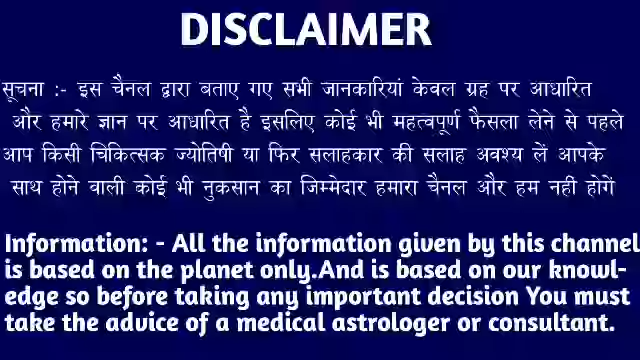 DISCLAIMER
सूचना :- इस चैनल द्वारा बताए गए सभी जानकारियां केवल ग्रह पर आधारित
और हमारे ज्ञान पर आधारित है इसलिए कोई भी महत्वपूर्ण फैसला लेने से पहले
आप किसी चिकित्सक ज्योतिषी या फिर सलाहकार की सलाह अवश्य लें आपके
साथ होने वाली कोई भी नुकसान का जिम्मेदार हमारा चैनल और हम नही होगें
Information: - All the information given by this channel
is based on the planet only.And is based on our knowl-
edge so before taking any important decision You must
take the advice of a medical astrologer or consultant.